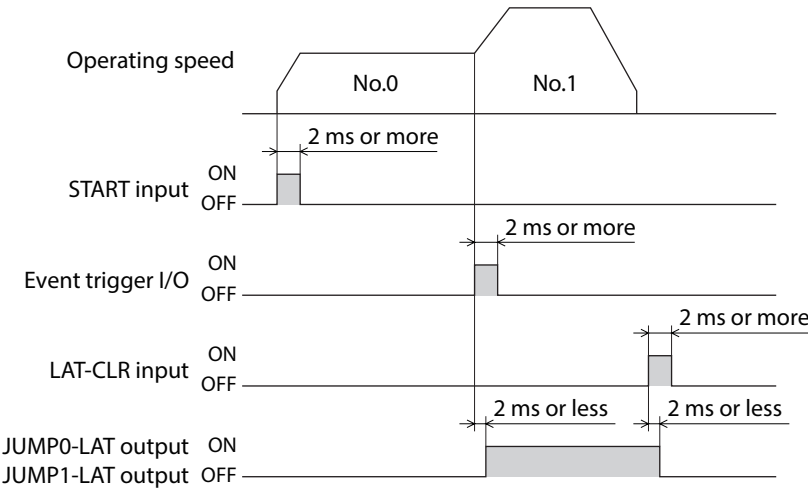 Operating speed
No.0
No.1
2 ms or more
START input
ON
OFF
2 ms or more
Event trigger I/O
ON
OFF
2 ms or more
LAT-CLR input
ON
OFF
2 ms or less
2 ms or less
JUMP0-LAT output ON
JUMP1-LAT output OFF